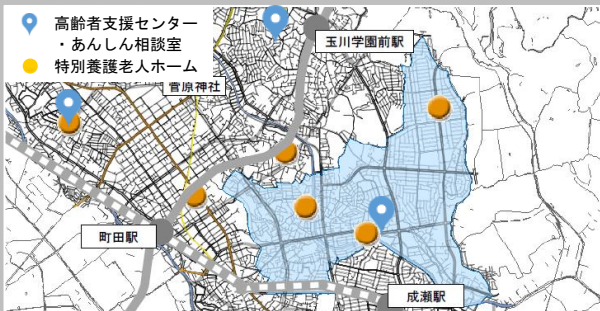 高齢者支援センター
・あんしん相談室
特別養護老人ホーム
玉川学園前駅
菅原神社
町田駅
成瀬駅